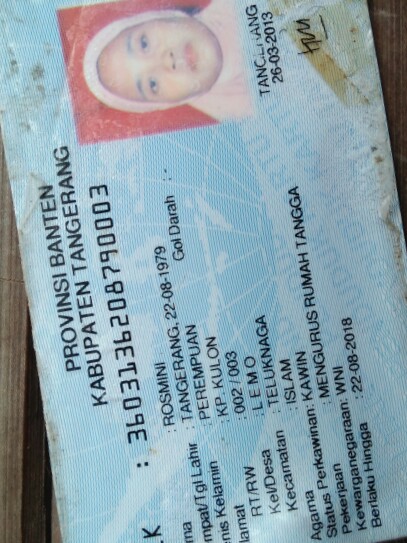 PROVINSI BANTEN
KABUPATEN TANGERANG
K : 3603136208790003
ma : ROSMINI
mpat/Tgl Lahir : TANGERANG, 22-08-1979
nis Kelamin : PEREMPUAN Gol Darah : -
lamat : KP KULON
RT/RW : 002 / 003
Kel/Desa : L E M O
Kecamatan : TELUKNAGA
Agama : ISLAM
Status Perkawinan : KAWIN
Pekerjaan : MENGURUS RUMAH TANGGA
Kewarganegaraan : WNI
Berlaku Hingga : 22-08-2018
TANGERANG
26-03-2013